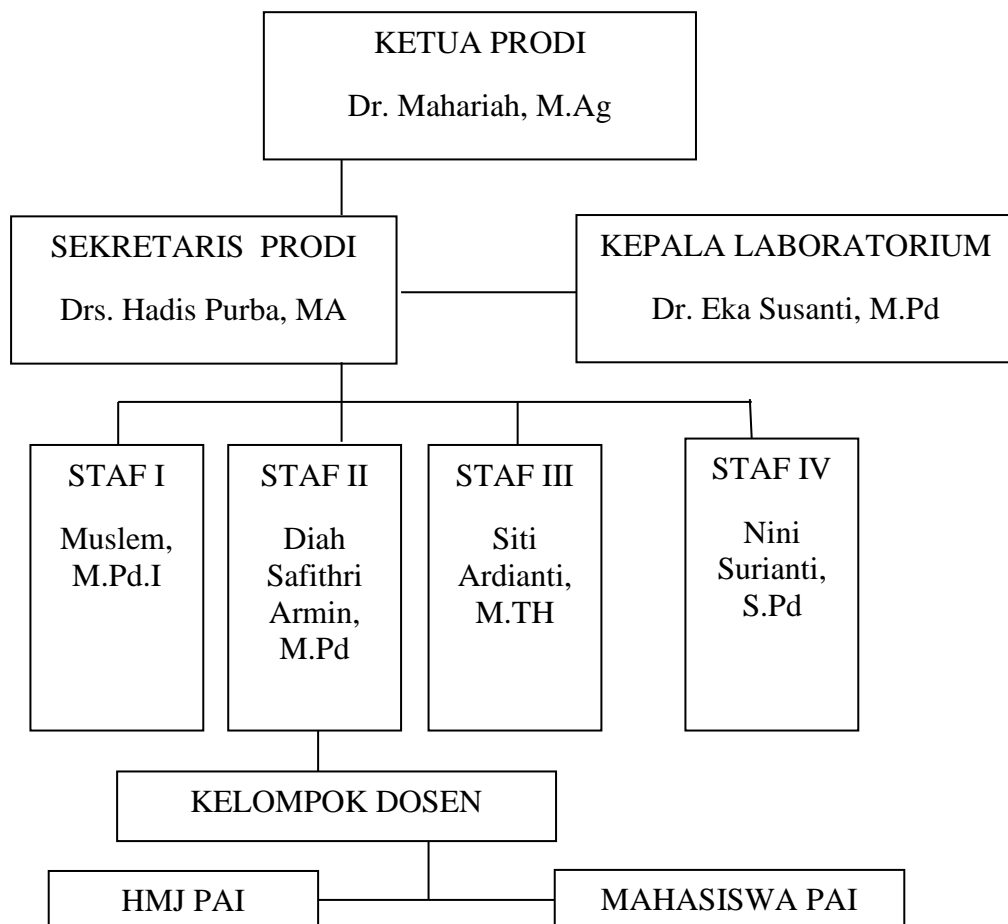 KETUA PRODI
Dr. Mahariah, M.Ag
SEKRETARIS PRODI
Drs. Hadis Purba, MA
KEPALA LABORATORIUM
Dr. Eka Susanti, M.Pd
STAF I
Muslem,
M.Pd.I
STAF II
Diah
Safithri
Armin,
M.Pd
STAF III
Siti
Ardianti,
M.TH
STAF IV
Nini
Surianti,
S.Pd
KELOMPOK DOSEN
HMJ PAI
MAHASISWA PAI